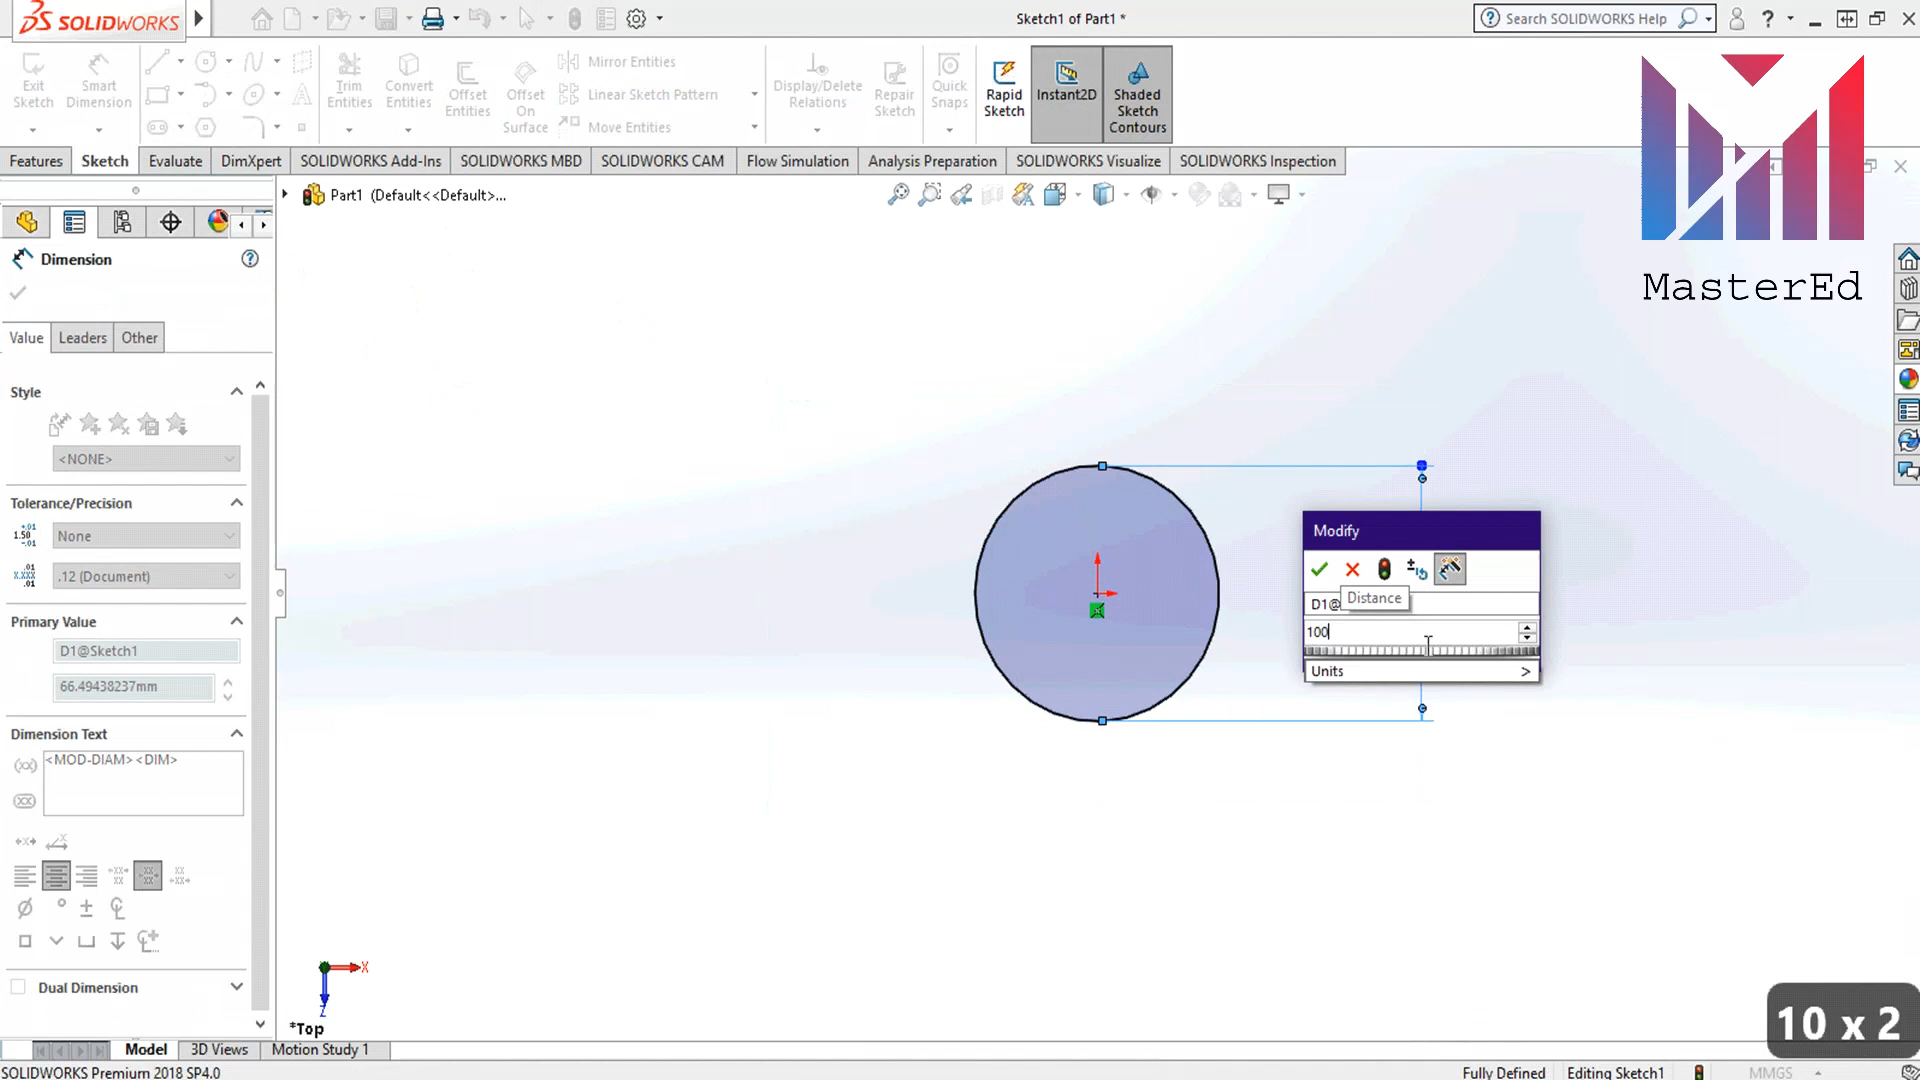 SOLIDWORKS
Sketch1 of Part1 *
Search SOLIDWORKS Help
?
Exit Sketch
Smart Dimension
Trim Entities
Convert Entities
Offset Entities
Offset On Surface
Mirror Entities
Linear Sketch Pattern
Move Entities
Display/Delete Relations
Repair Sketch
Quick Snaps
Rapid Sketch
Instant2D
Shaded Sketch Contours
Features
Sketch
Evaluate
DimXpert
SOLIDWORKS Add-Ins
SOLIDWORKS MBD
SOLIDWORKS CAM
Flow Simulation
Analysis Preparation
SOLIDWORKS Visualize
SOLIDWORKS Inspection
Part1 (Default<<Default>...
MasterEd
Dimension
Value
Leaders
Other
Style
<NONE>
Tolerance/Precision
None
.12 (Document)
Primary Value
D1@Sketch1
66.49438237mm
Dimension Text
<MOD-DIAM><DIM>
Dual Dimension
Modify
D1@
Distance
100
Units
X
Z
*Top
10 x 2
Model
3D Views
Motion Study 1
SOLIDWORKS Premium 2018 SP4.0
Fully Defined
Editing Sketch1
MMGS